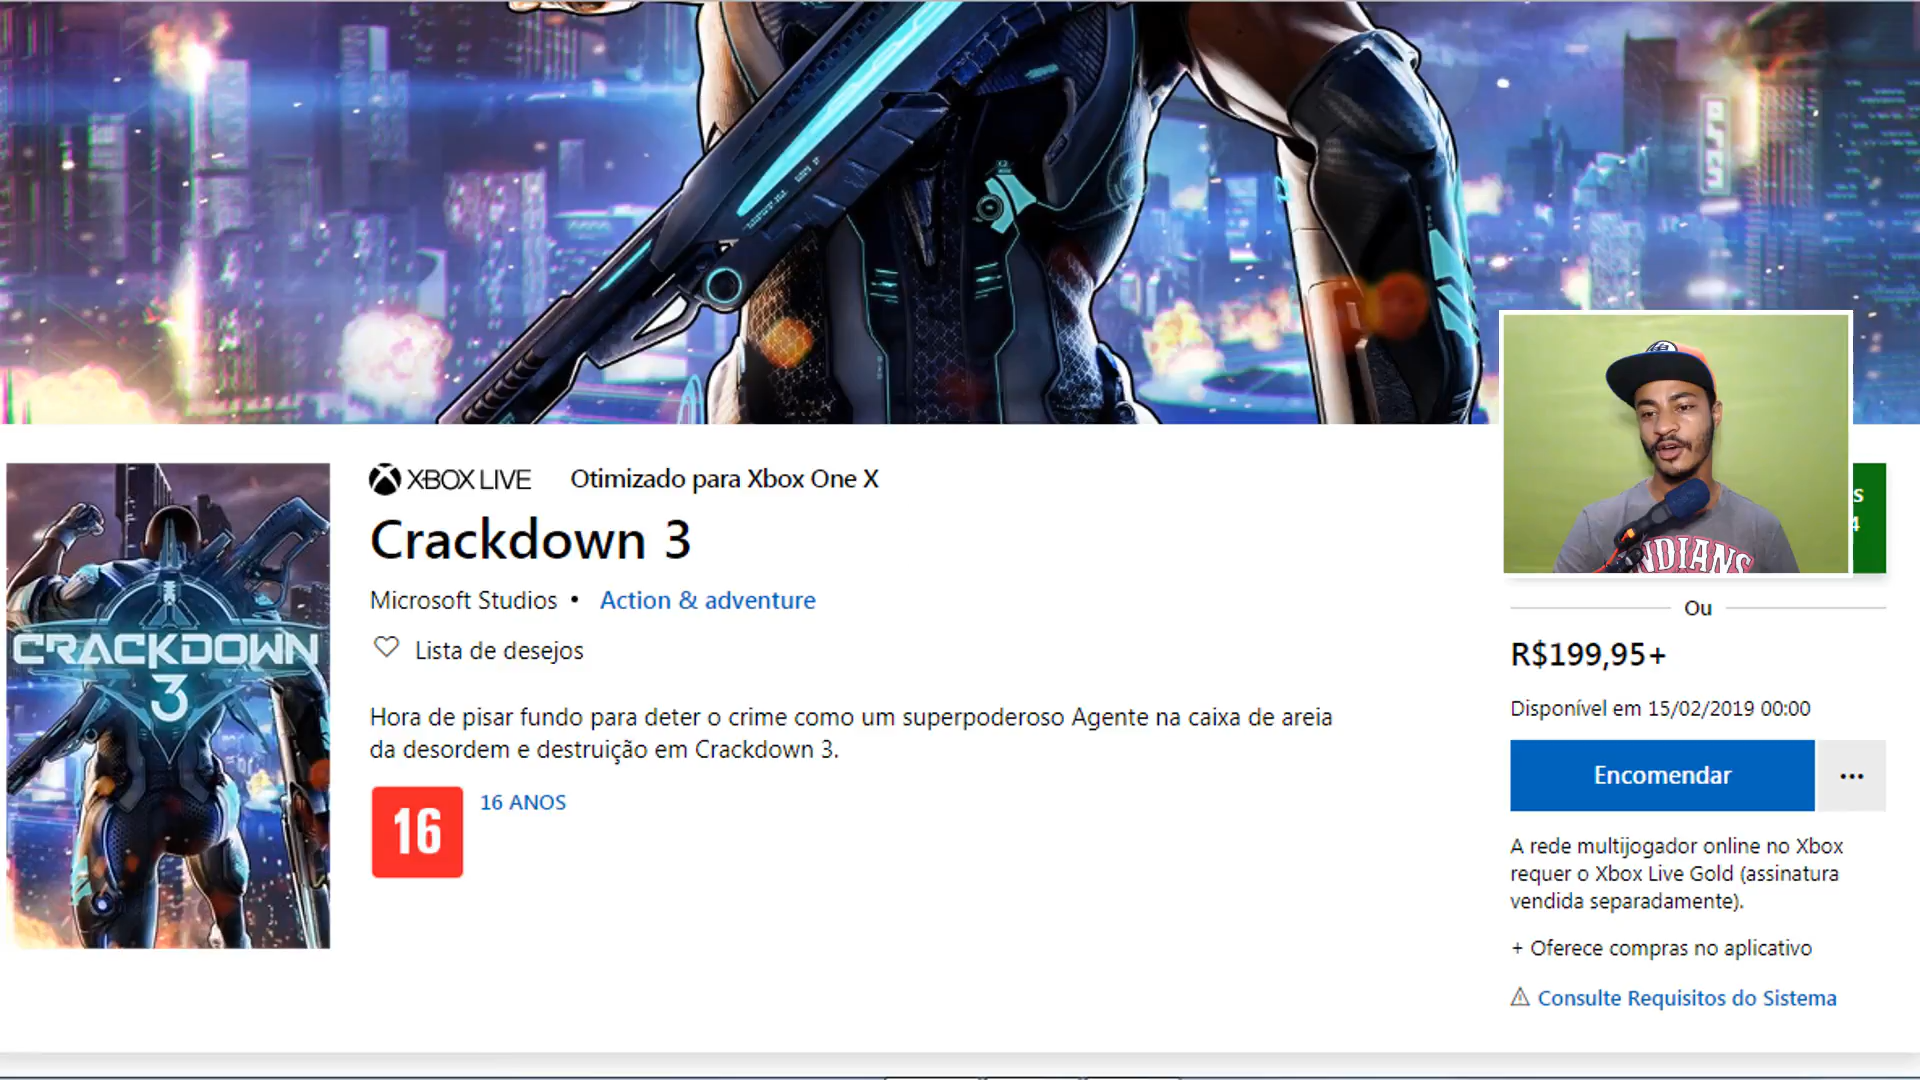 XBOX LIVE
Otimizado para Xbox One X
Crackdown 3
Microsoft Studios • Action & adventure
Lista de desejos
Hora de pisar fundo para deter o crime como um superpoderoso Agente na caixa de areia
da desordem e destruição em Crackdown 3.
16
16 ANOS
CRACKDOWN
3
NDIANS
S
4
Ou
R$199,95+
Disponível em 15/02/2019 00:00
Encomendar
A rede multijogador online no Xbox
requer o Xbox Live Gold (assinatura
vendida separadamente).
+ Oferece compras no aplicativo
Consulte Requisitos do Sistema